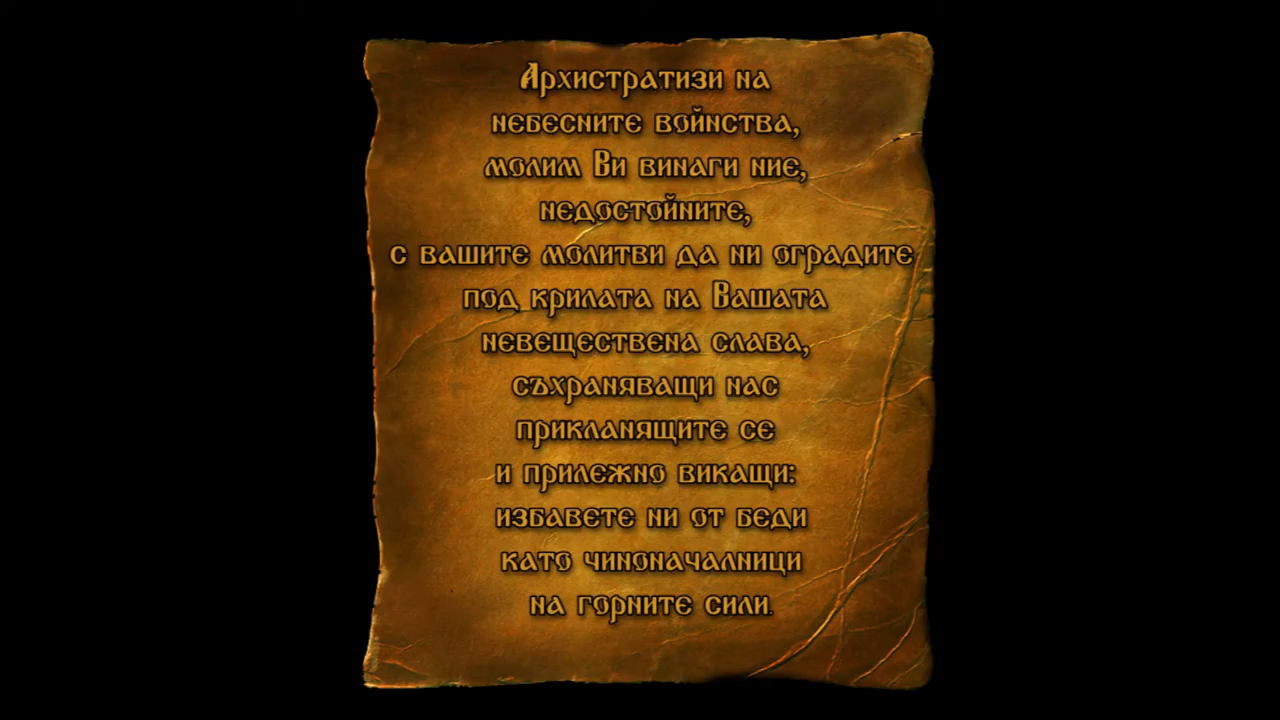 Архистратизи на
небесните войнства,
молим Ви винаги ние,
недостойните,
с вашите молитви да ни оградите
под крилата на Вашата
невеществена слава,
съхраняващи нас
прикланящите се
и прилежно викащи:
избавете ни от беди
като чиноначалници
на горните сили.